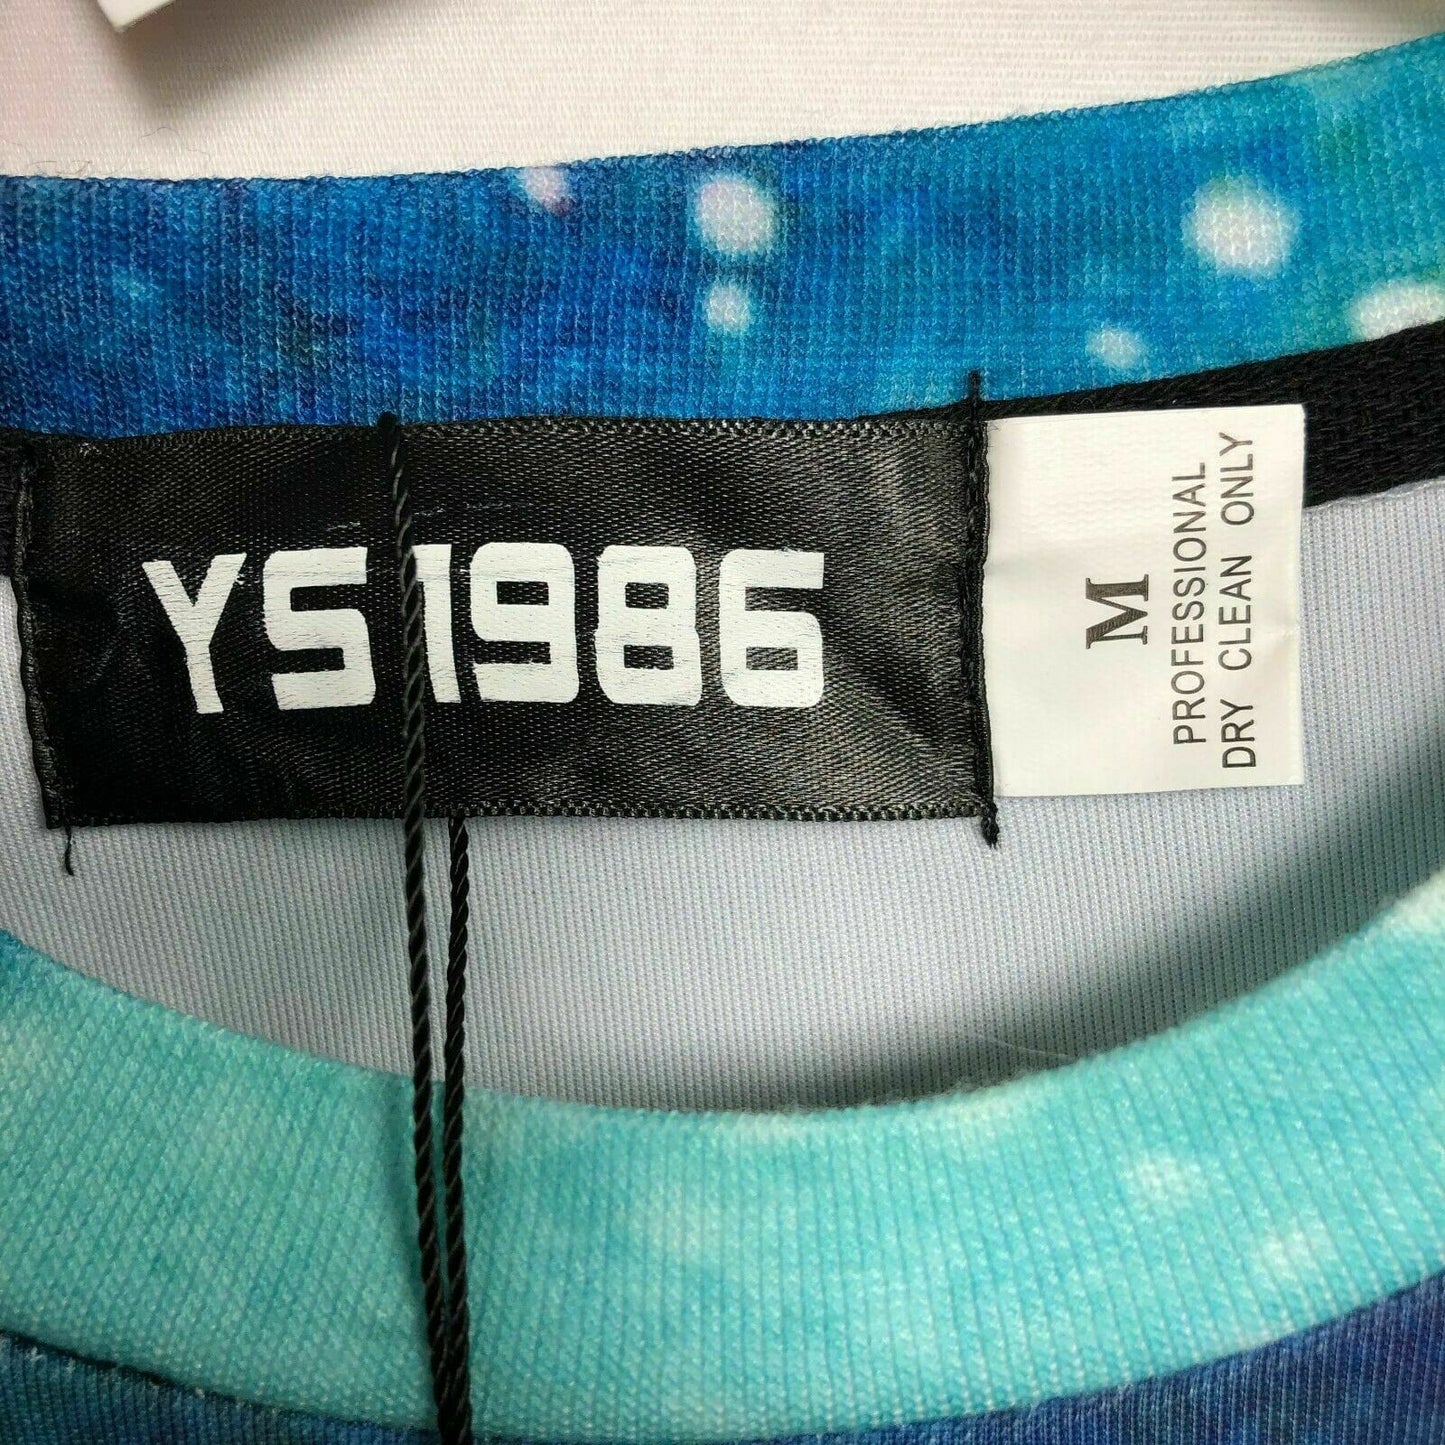 YS1986
M
PROFESSIONAL
DRY CLEAN ONLY